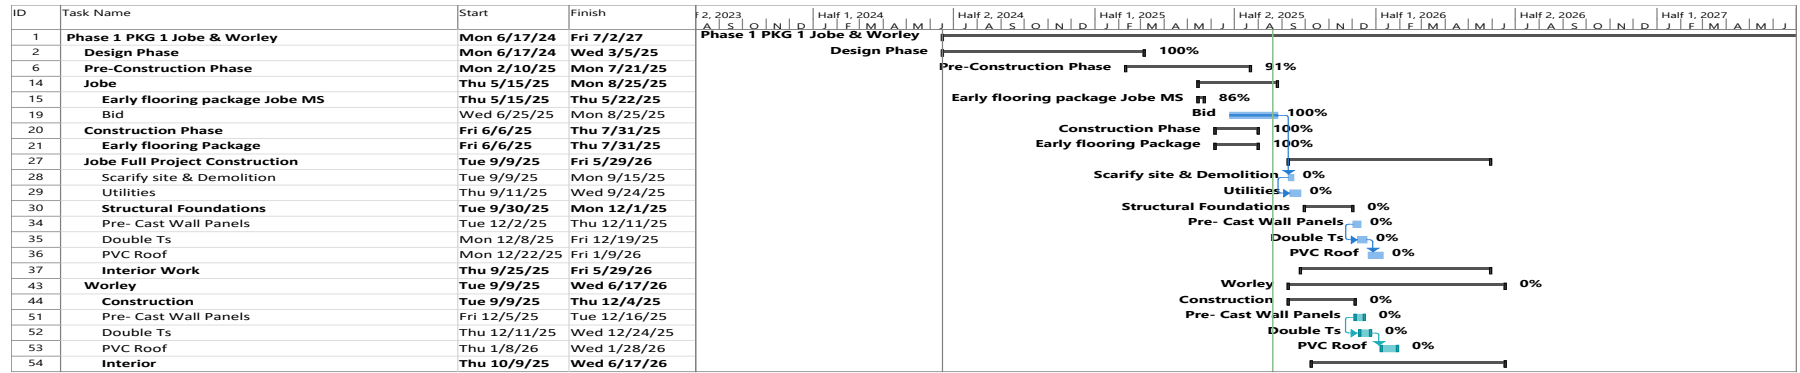 ID Task Name Start Finish f 2, 2023 Half 1, 2024 Half 2, 2024 Half 1, 2025 Half 2, 2025 Half 1, 2026 Half 2, 2026 Half 1, 2027
A S O N D J F M A M J J A S O N D J F M A M J J A S O N D J F M A M J J A S O N D J F M A M J
1 Phase 1 PKG 1 Jobe & Worley Mon 6/17/24 Fri 7/2/27 Phase 1 PKG 1 Jobe & Worley
2 Design Phase Mon 6/17/24 Wed 3/5/25 Design Phase 100%
6 Pre-Construction Phase Mon 2/10/25 Mon 7/21/25 Pre-Construction Phase 91%
14 Jobe Thu 5/15/25 Mon 8/25/25
15 Early flooring package Jobe MS Thu 5/15/25 Thu 5/22/25 Early flooring package Jobe MS 86%
19 Bid Wed 6/25/25 Mon 8/25/25 Bid 100%
20 Construction Phase Fri 6/6/25 Thu 7/31/25 Construction Phase 100%
21 Early flooring Package Fri 6/6/25 Thu 7/31/25 Early flooring Package 100%
27 Jobe Full Project Construction Tue 9/9/25 Fri 5/29/26
28 Scarify site & Demolition Tue 9/9/25 Mon 9/15/25 Scarify site & Demolition 0%
29 Utilities Thu 9/11/25 Wed 9/24/25 Utilities 0%
30 Structural Foundations Tue 9/30/25 Mon 12/1/25 Structural Foundations 0%
34 Pre- Cast Wall Panels Tue 12/2/25 Thu 12/11/25 Pre- Cast Wall Panels 0%
35 Double Ts Mon 12/8/25 Fri 12/19/25 Double Ts 0%
36 PVC Roof Mon 12/22/25 Fri 1/9/26 PVC Roof 0%
37 Interior Work Thu 9/25/25 Fri 5/29/26
43 Worley Tue 9/9/25 Wed 6/17/26 Worley 0%
44 Construction Tue 9/9/25 Thu 12/4/25 Construction 0%
51 Pre- Cast Wall Panels Fri 12/5/25 Tue 12/16/25 Pre- Cast Wall Panels 0%
52 Double Ts Thu 12/11/25 Wed 12/24/25 Double Ts 0%
53 PVC Roof Thu 1/8/26 Wed 1/28/26 PVC Roof 0%
54 Interior Thu 10/9/25 Wed 6/17/26